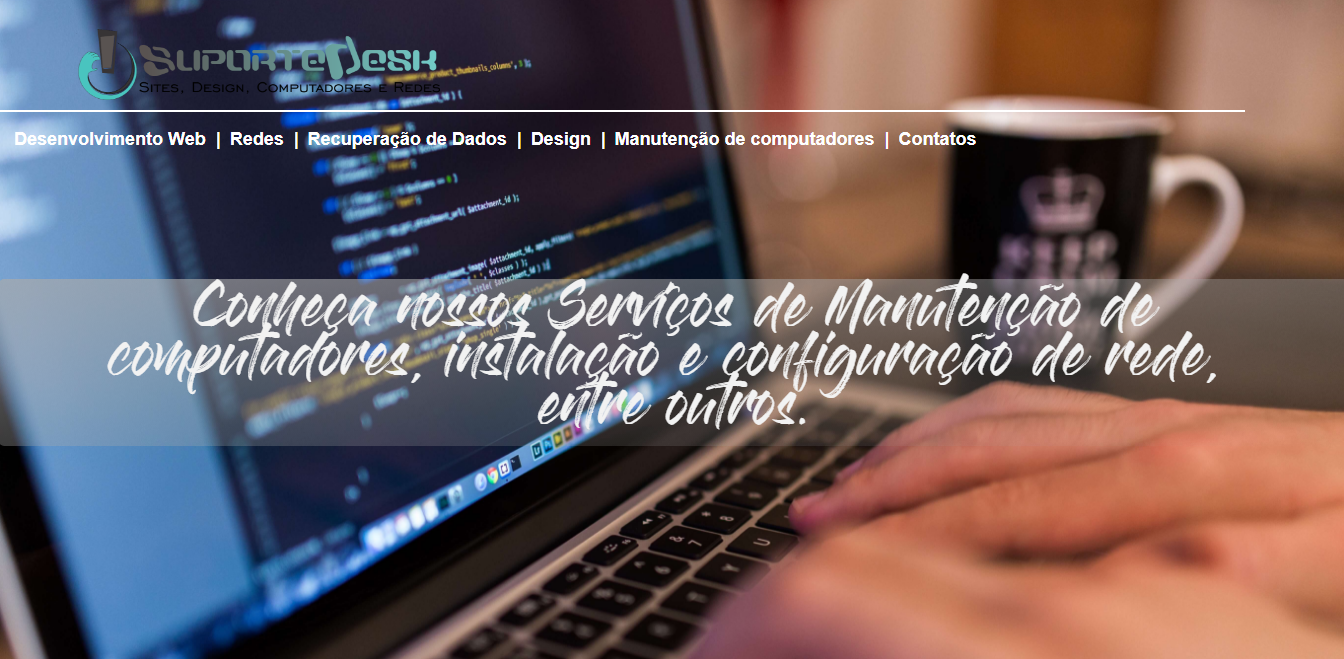 SuporteDesk
Sites, Design, Computadores e Redes
Desenvolvimento Web | Redes | Recuperação de Dados | Design | Manutenção de computadores | Contatos
Conheça nossos Serviços de Manutenção de
computadores, instalação e configuração de rede,
entre outros.
KEEP